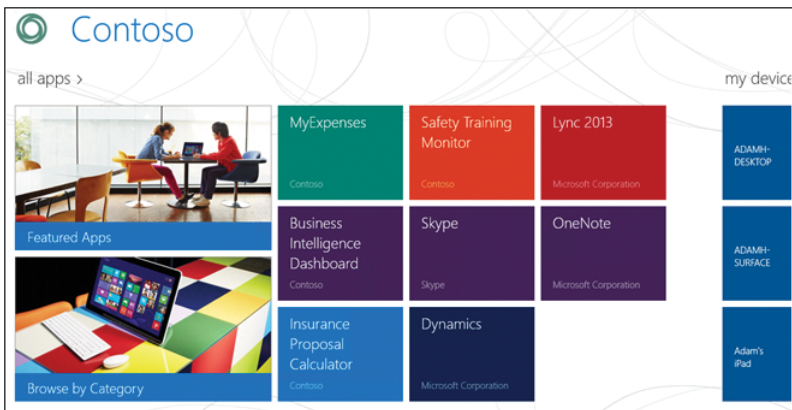 Contoso
all apps >
my device
Featured Apps
Browse by Category
MyExpenses
Contoso
Safety Training
Monitor
Contoso
Lync 2013
Microsoft Corporation
Business
Intelligence
Dashboard
Contoso
Skype
Skype
OneNote
Microsoft Corporation
Insurance
Proposal
Calculator
Contoso
Dynamics
Microsoft Corporation
ADAMH-
DESKTOP
ADAMH-
SURFACE
Adam's
iPad